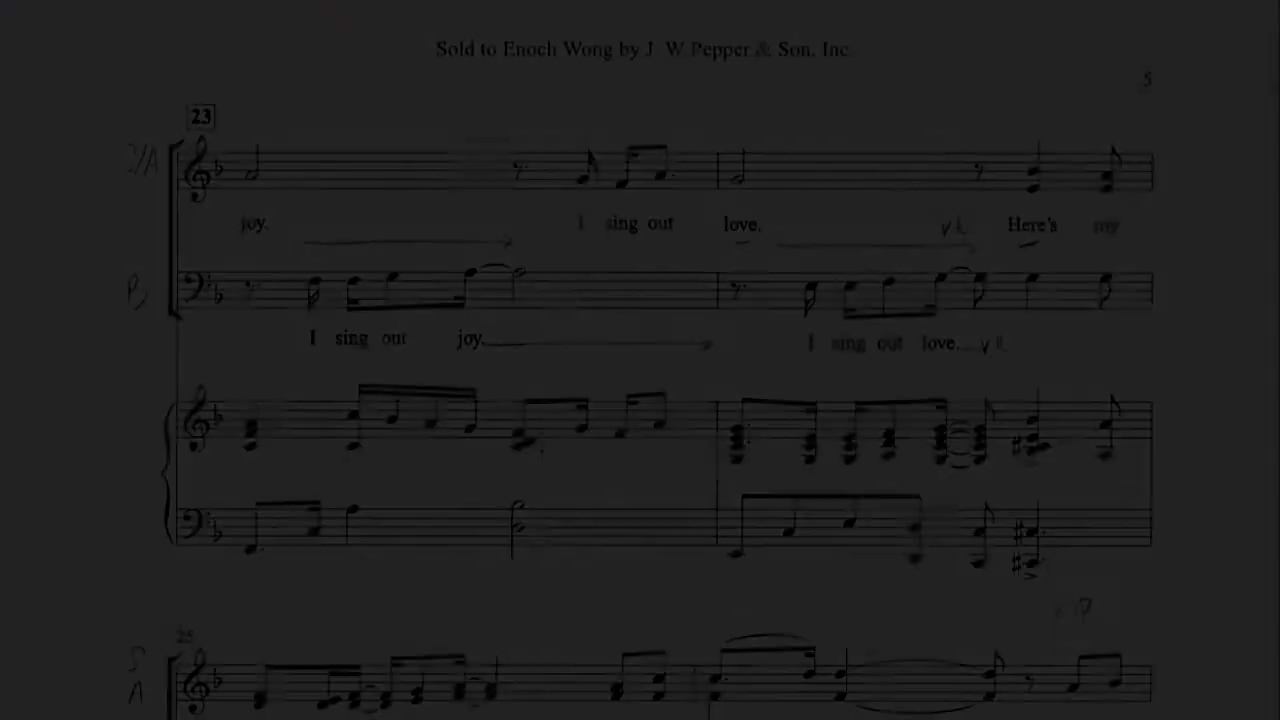 Sold to Enoch Wong by J. W. Pepper & Son, Inc.
5
23
S/A
joy. I sing out love. Here's my
B
I sing out joy. I sing out love.
25
S
A